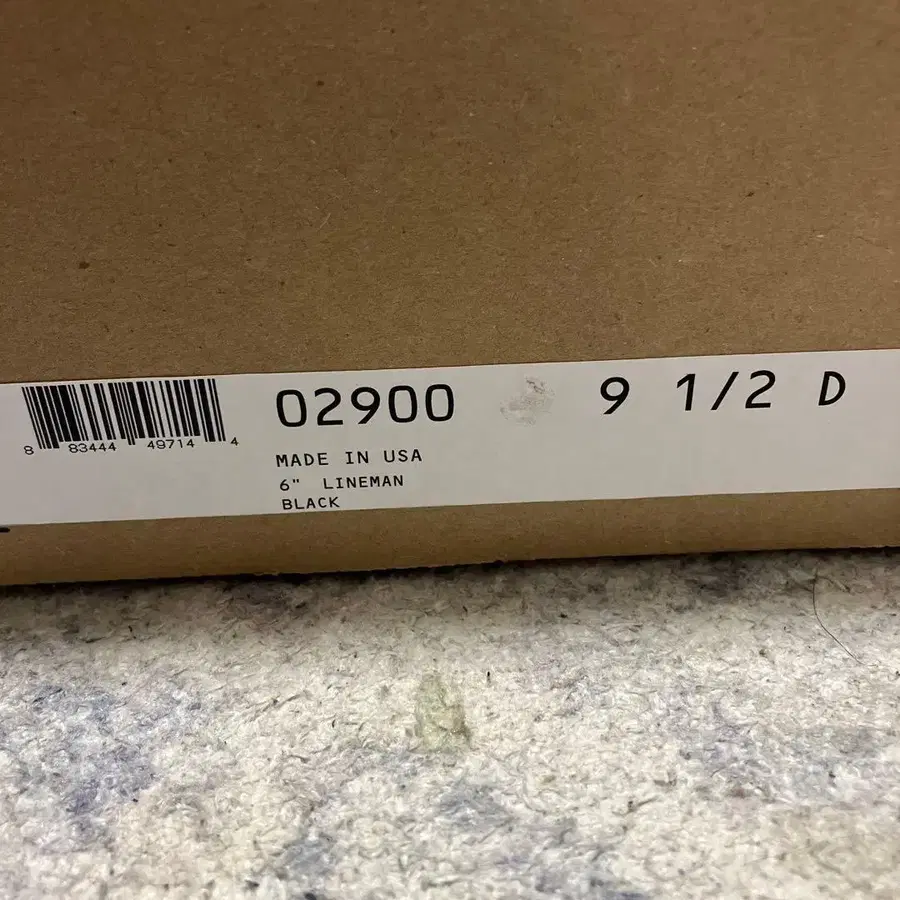 02900 9 1/2 D
8 83444 49714 4
MADE IN USA
6" LINEMAN
BLACK